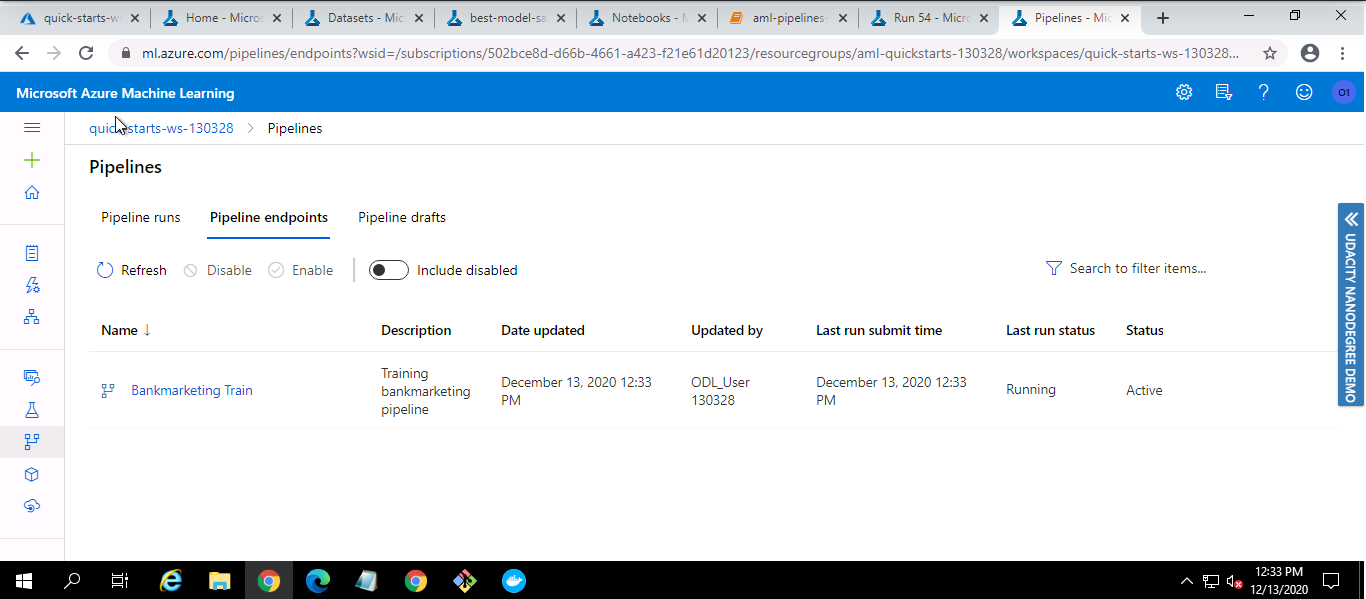 quick-starts-ws
Home - Micros
Datasets - Mic
best-model-sa
Notebooks - M
aml-pipelines-
Run 54 - Micro
Pipelines - Mic
ml.azure.com/pipelines/endpoints?wsid=/subscriptions/502bce8d-d66b-4661-a423-f21e61d20123/resourcegroups/aml-quickstarts-130328/workspaces/quick-starts-ws-130328...
Microsoft Azure Machine Learning
O1
quick-starts-ws-130328 > Pipelines
Pipelines
Pipeline runs Pipeline endpoints Pipeline drafts
Refresh Disable Enable Include disabled Search to filter items...
Name ↓ Description Date updated Updated by Last run submit time Last run status Status
Bankmarketing Train
Training
bankmarketing
pipeline
December 13, 2020 12:33
PM
ODL_User
130328
December 13, 2020 12:33
PM
Running
Active
UDACITY NANODEGREE DEMO
12:33 PM
12/13/2020